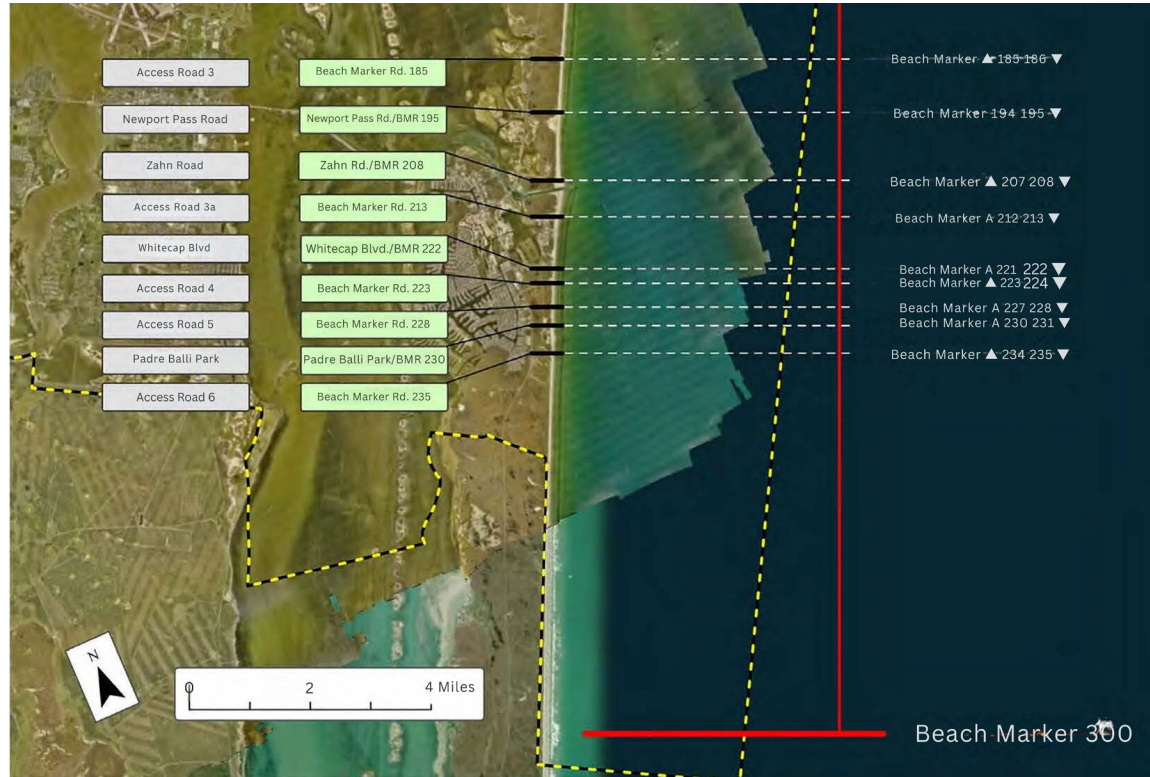 Access Road 3 Beach Marker Rd. 185 Beach Marker ▲ 185 186 ▼
Newport Pass Road Newport Pass Rd./BMR 195 Beach Marker 194 195 ▼
Zahn Road Zahn Rd./BMR 208 Beach Marker ▲ 207 208 ▼
Access Road 3a Beach Marker Rd. 213 Beach Marker A 212 213 ▼
Whitecap Blvd Whitecap Blvd./BMR 222 Beach Marker A 221 222 ▼
Access Road 4 Beach Marker Rd. 223 Beach Marker ▲ 223 224 ▼
Access Road 5 Beach Marker Rd. 228 Beach Marker A 227 228 ▼
Padre Balli Park Padre Balli Park/BMR 230 Beach Marker A 230 231 ▼
Access Road 6 Beach Marker Rd. 235 Beach Marker ▲ 234 235 ▼
N
0 2 4 Miles
Beach Marker 300